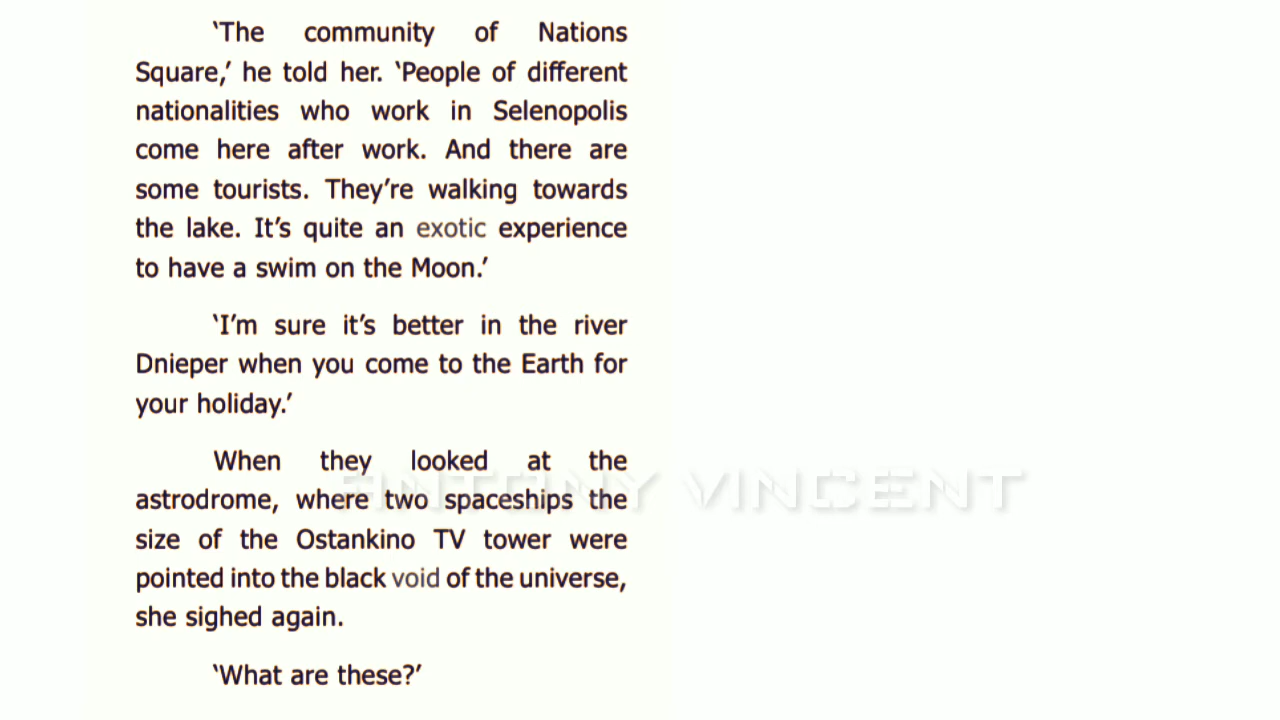 ‘The community of Nations
Square,’ he told her. ‘People of different
nationalities who work in Selenopolis
come here after work. And there are
some tourists. They’re walking towards
the lake. It’s quite an exotic experience
to have a swim on the Moon.’
‘I’m sure it’s better in the river
Dnieper when you come to the Earth for
your holiday.’
When they looked at the
astrodrome, where two spaceships the
size of the Ostankino TV tower were
pointed into the black void of the universe,
she sighed again.
‘What are these?’
ANTONY VINCENT